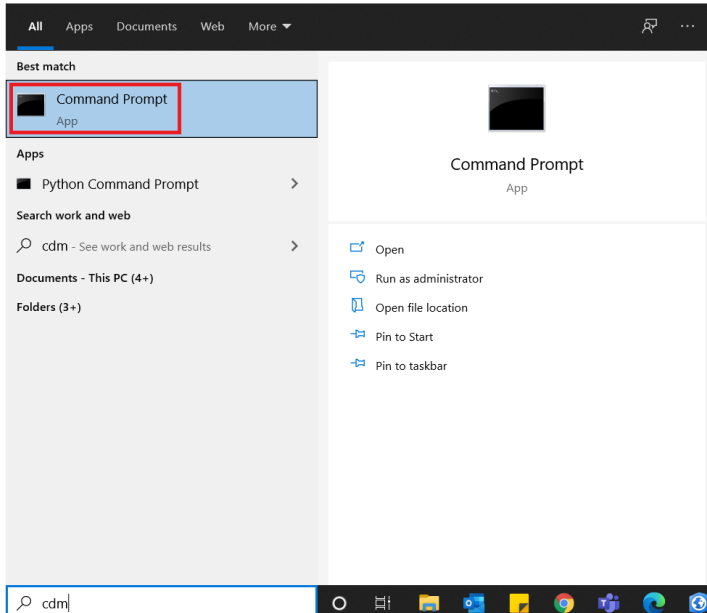 All Apps Documents Web More
Best match
Command Prompt
App
Apps
Python Command Prompt
Search work and web
cdm - See work and web results
Documents - This PC (4+)
Folders (3+)
Command Prompt
App
Open
Run as administrator
Open file location
Pin to Start
Pin to taskbar
cdm